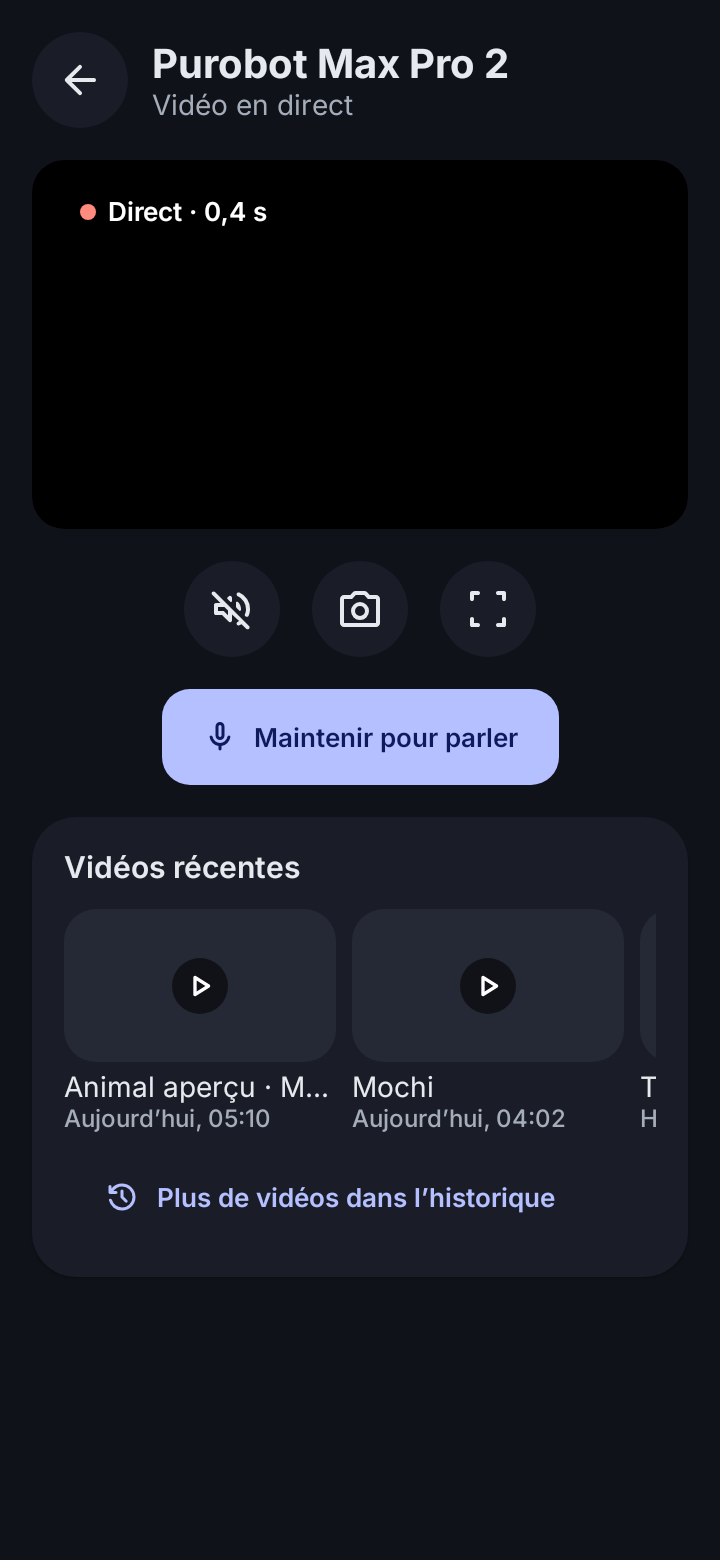 Purobot Max Pro 2
Vidéo en direct
Direct · 0,4 s
Maintenir pour parler
Vidéos récentes
Animal aperçu · M…
Aujourd’hui, 05:10
Mochi
Aujourd’hui, 04:02
T
H
Plus de vidéos dans l’historique